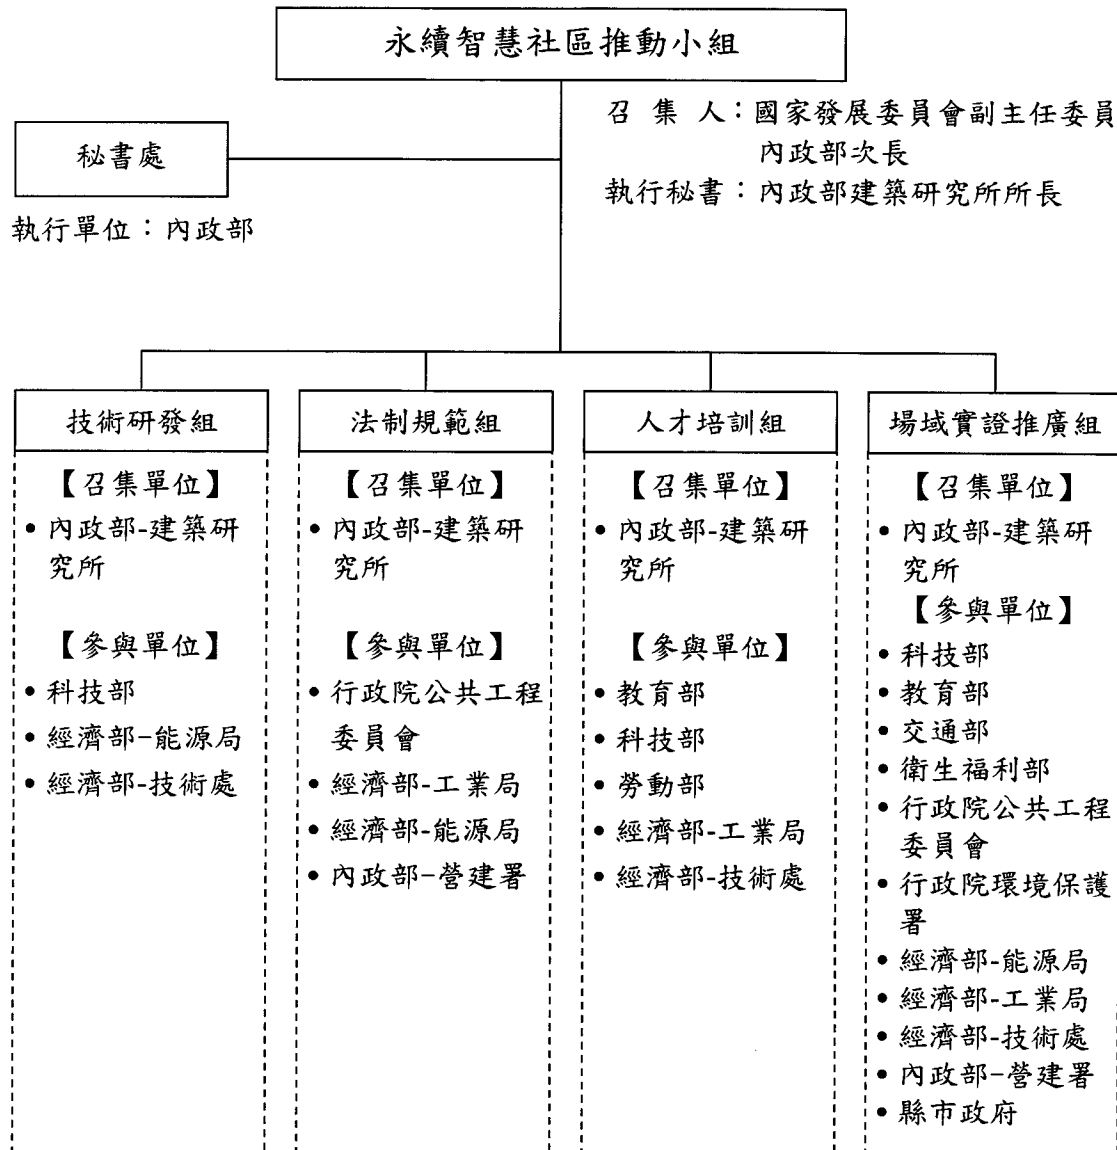 永續智慧社區推動小組
召集人：國家發展委員會副主任委員
內政部次長
執行秘書：內政部建築研究所所長
秘書處
執行單位：內政部
技術研發組
【召集單位】
• 內政部-建築研
究所
【參與單位】
• 科技部
• 經濟部-能源局
• 經濟部-技術處
法制規範組
【召集單位】
• 內政部-建築研
究所
【參與單位】
• 行政院公共工程
委員會
• 經濟部-工業局
• 經濟部-能源局
• 內政部-營建署
人才培訓組
【召集單位】
• 內政部-建築研
究所
【參與單位】
• 教育部
• 科技部
• 勞動部
• 經濟部-工業局
• 經濟部-技術處
場域實證推廣組
【召集單位】
• 內政部-建築研
究所
【參與單位】
• 科技部
• 教育部
• 交通部
• 衛生福利部
• 行政院公共工程
委員會
• 行政院環境保護
署
• 經濟部-能源局
• 經濟部-工業局
• 經濟部-技術處
• 內政部-營建署
• 縣市政府